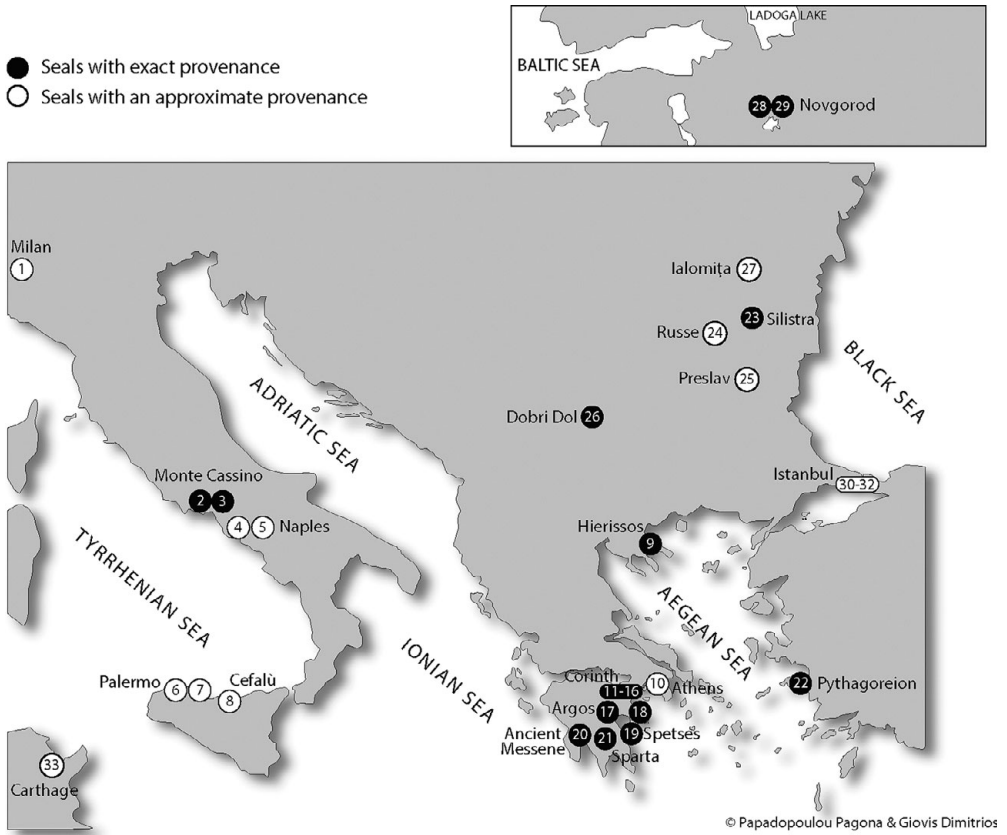 LADOGA LAKE
Seals with exact provenance
BALTIC SEA
Seals with an approximate provenance
28 29 Novgorod
Milan
1
Ialomița 27
23 Silistra
Russe 24
BLACK SEA
Preslav 25
ADRIATIC SEA
Dobri Dol 26
Monte Cassino
2 3
Istanbul 30-32
4 5 Naples
Hierissos
9
TYRRHENIAN SEA
AEGEAN SEA
IONIAN SEA
Palermo 6 7
Cefalù
8
Corinth
11-16
10
Athens
22 Pythagoreion
Argos 17 18
Ancient
Messene
20
21
19 Spetses
Sparta
33
Carthage
© Papadopoulou Pagona & Giovis Dimitrios